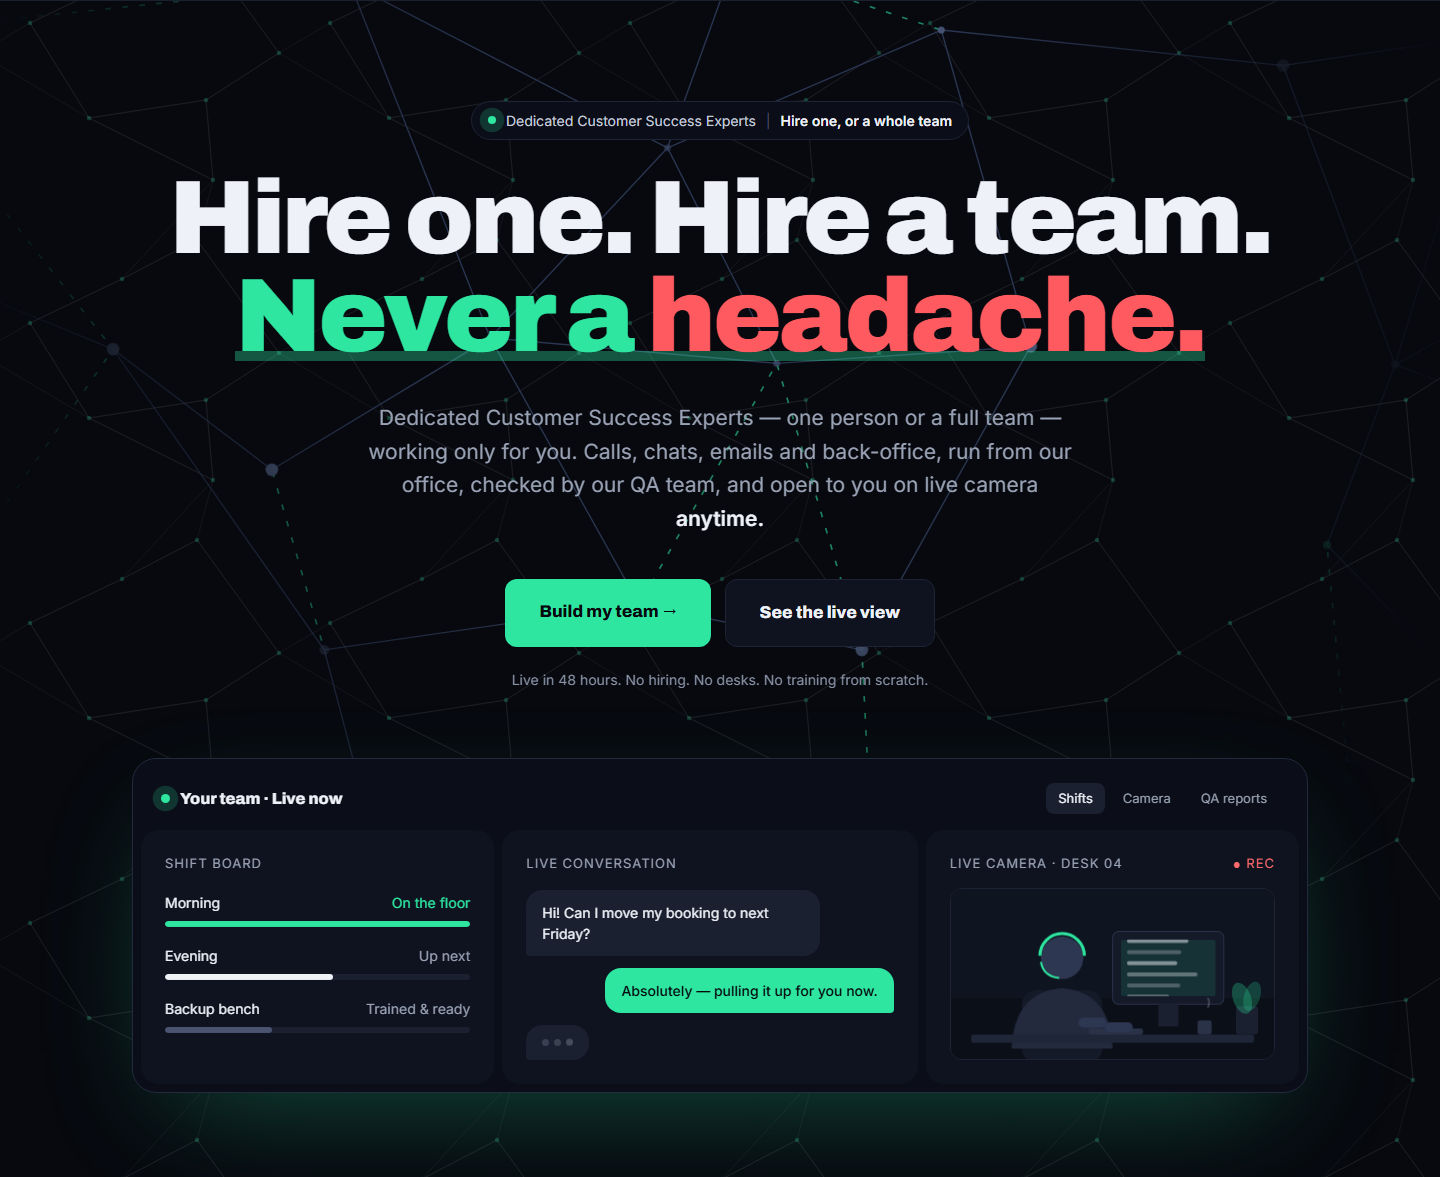 Dedicated Customer Success Experts | Hire one, or a whole team
Hire one. Hire a team.
Never a headache.
Dedicated Customer Success Experts — one person or a full team —
working only for you. Calls, chats, emails and back-office, run from our
office, checked by our QA team, and open to you on live camera
anytime.
Build my team →
See the live view
Live in 48 hours. No hiring. No desks. No training from scratch.
Your team · Live now
Shifts
Camera
QA reports
SHIFT BOARD
Morning
On the floor
Evening
Up next
Backup bench
Trained & ready
LIVE CONVERSATION
Hi! Can I move my booking to next
Friday?
Absolutely — pulling it up for you now.
LIVE CAMERA · DESK 04
● REC